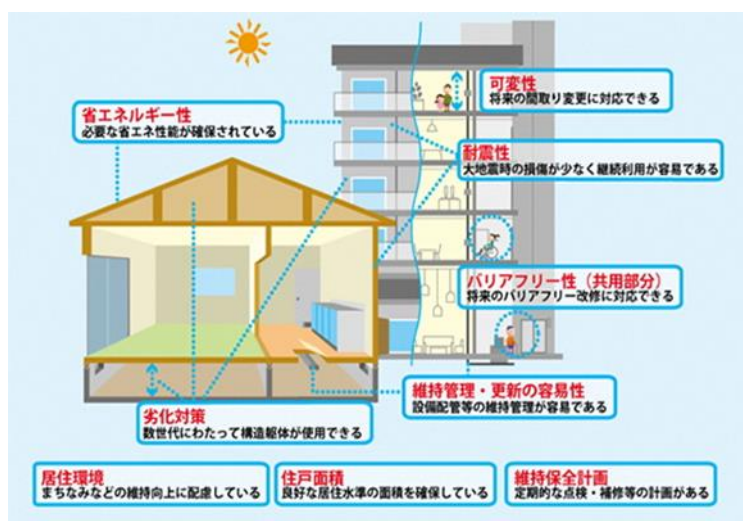 可変性
将来の間取り変更に対応できる
省エネルギー性
必要な省エネ性能が確保されている
耐震性
大地震時の損傷が少なく継続利用が容易である
バリアフリー性（共用部分）
将来のバリアフリー改修に対応できる
維持管理・更新の容易性
設備配管等の維持管理が容易である
劣化対策
数世代にわたって構造躯体が使用できる
居住環境
まちなみなどの維持向上に配慮している
住戸面積
良好な居住水準の面積を確保している
維持保全計画
定期的な点検・補修等の計画がある